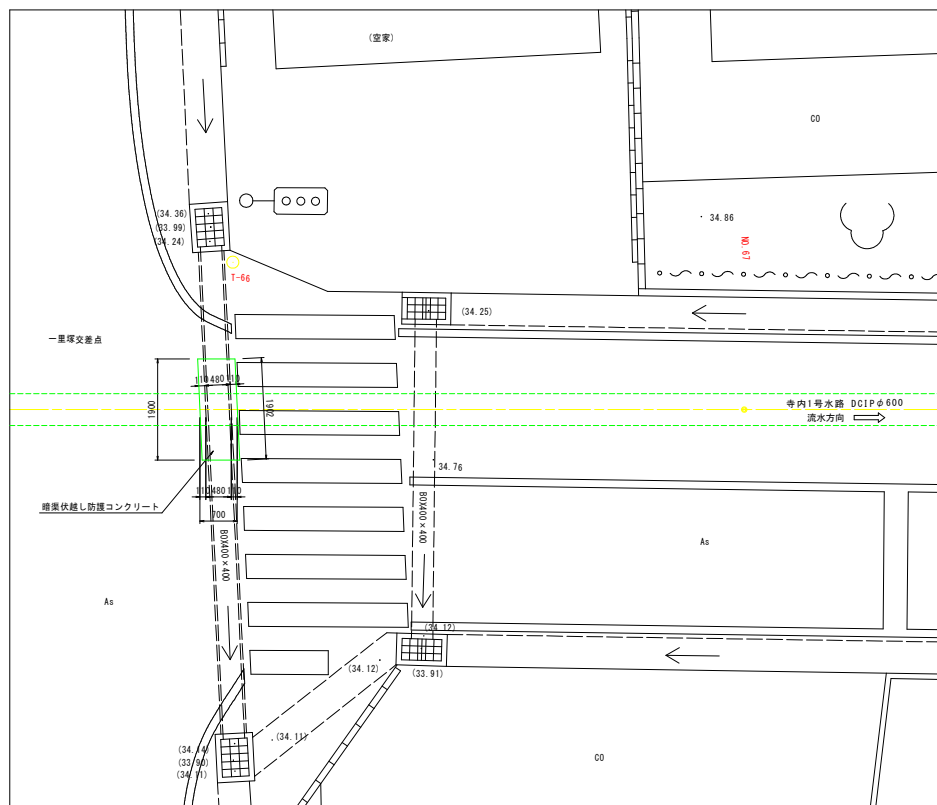 (空家)
CO
(34.36)
(33.99)
(34.24)
34.86
NO.67
T-66
(34.25)
一里塚交差点
110 480 110
1900
1902
寺内1号水路 DCIPφ600
流水方向
34.76
110 480 110
700
暗渠伏越し防護コンクリート
BOX400×400
BOX400×400
As
As
(34.12)
(34.12)
(33.91)
(34.11)
(34.14)
(33.90)
(34.11)
CO